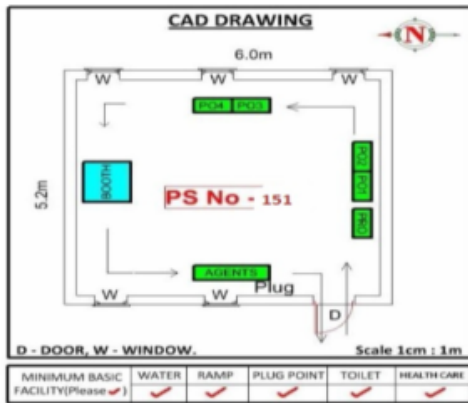 CAD DRAWING
N
6.0m
W W W
PO4 PO3
5.2m
BOOTH
PO2
PO1
PS No - 151
PRO
AGENTS
Plug
W W
D
D - DOOR, W - WINDOW.
Scale 1cm : 1m
MINIMUM BASIC FACILITY(Please ✓)
WATER
RAMP
PLUG POINT
TOILET
HEALTH CARE
✓ ✓ ✓ ✓ ✓